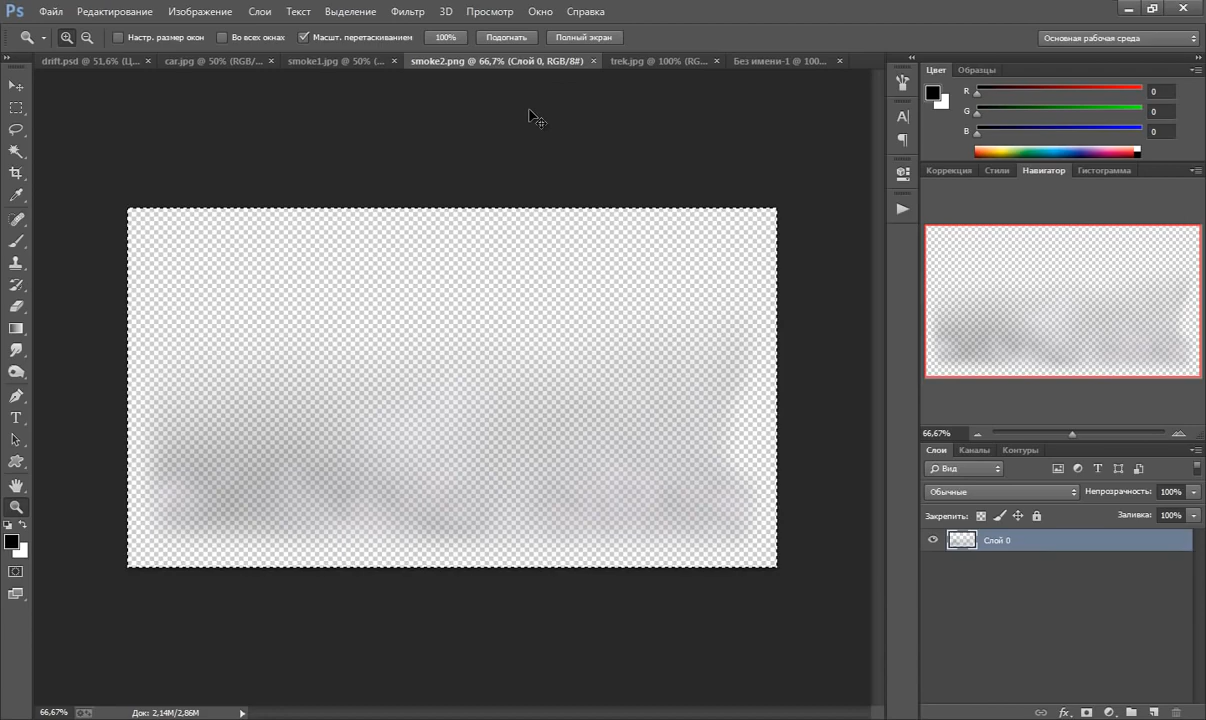 Ps Файл Редактирование Изображение Слои Текст Выделение Фильтр 3D Просмотр Окно Справка
Настр. размер окон Во всех окнах Масшт. перетаскиванием 100% Подогнать Полный экран Основная рабочая среда
drift.psd @ 51,6% (Ц... car.jpg @ 50% (RGB/... smoke1.jpg @ 50% (... smoke2.png @ 66,7% (Слой 0, RGB/8#) trek.jpg @ 100% (RG... Без имени-1 @ 100...
Цвет Образцы
R 0
G 0
B 0
Коррекция Стили Навигатор Гистограмма
66,67%
Слои Каналы Контуры
Вид
Обычные Непрозрачность: 100%
Закрепить: Заливка: 100%
Слой 0
fx
66,67% Док: 2,14M/2,86M